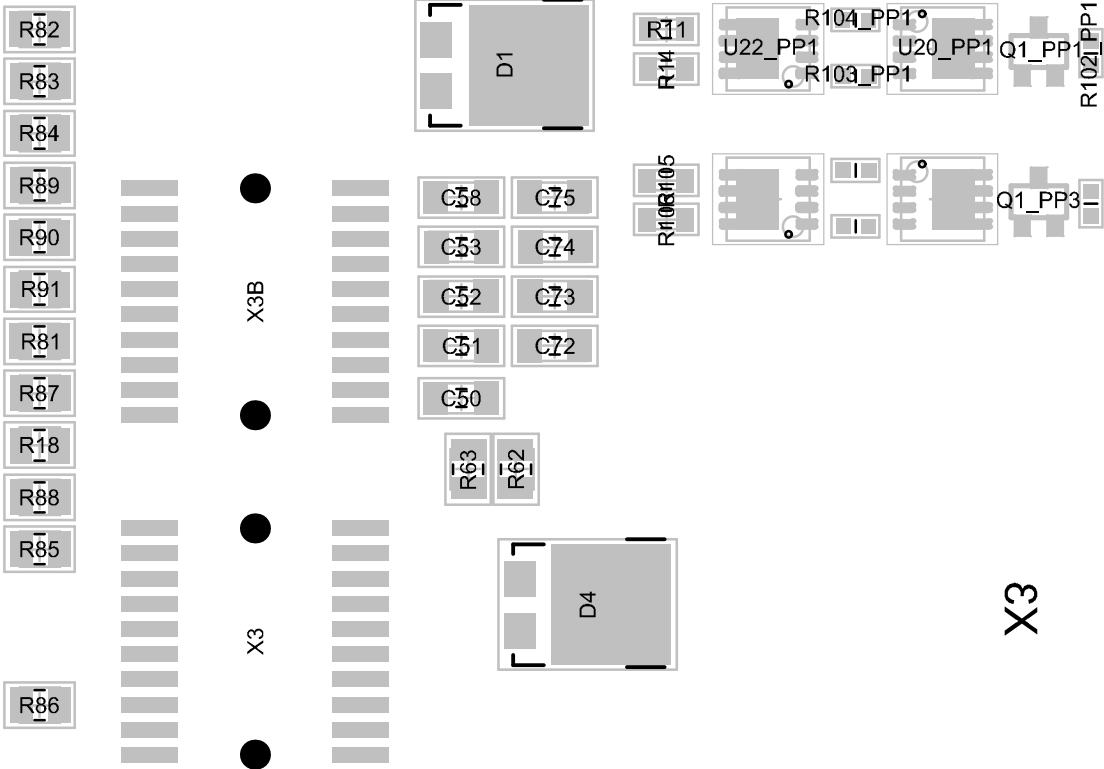 R82
R83
R84
R89
R90
R91
R81
R87
R18
R88
R85
R86
X3B
X3
D1
C58
C75
C53
C74
C52
C73
C51
C72
C50
R63
R62
D4
R11
R14
R104_PP1
U22_PP1
R103_PP1
U20_PP1
Q1_PP1
R102_PP1
R105
R106
Q1_PP3
X3